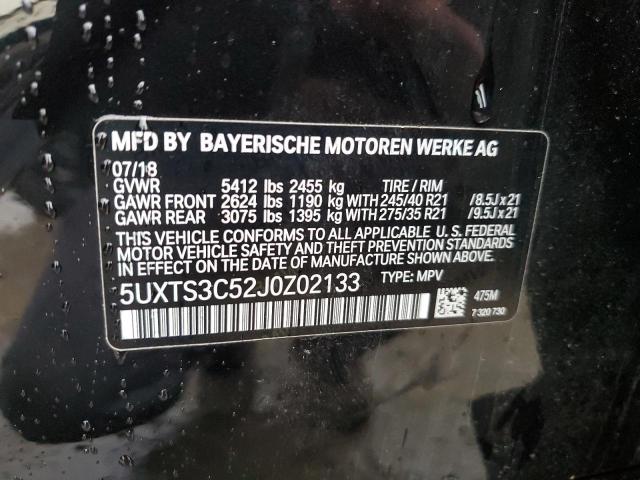 MFD BY BAYERISCHE MOTOREN WERKE AG
07/18
GVWR 5412 lbs 2455 kg TIRE / RIM
GAWR FRONT 2624 lbs 1190 kg WITH 245/40 R21 /8.5J x 21
GAWR REAR 3075 lbs 1395 kg WITH 275/35 R21 /9.5J x 21
THIS VEHICLE CONFORMS TO ALL APPLICABLE U. S. FEDERAL
MOTOR VEHICLE SAFETY AND THEFT PREVENTION
STANDARDS IN EFFECT ON THE DATE OF MANUFACTURE SHOWN ABOVE.
5UXTS3C52J0Z02133 TYPE: MPV
475M
7 320 730